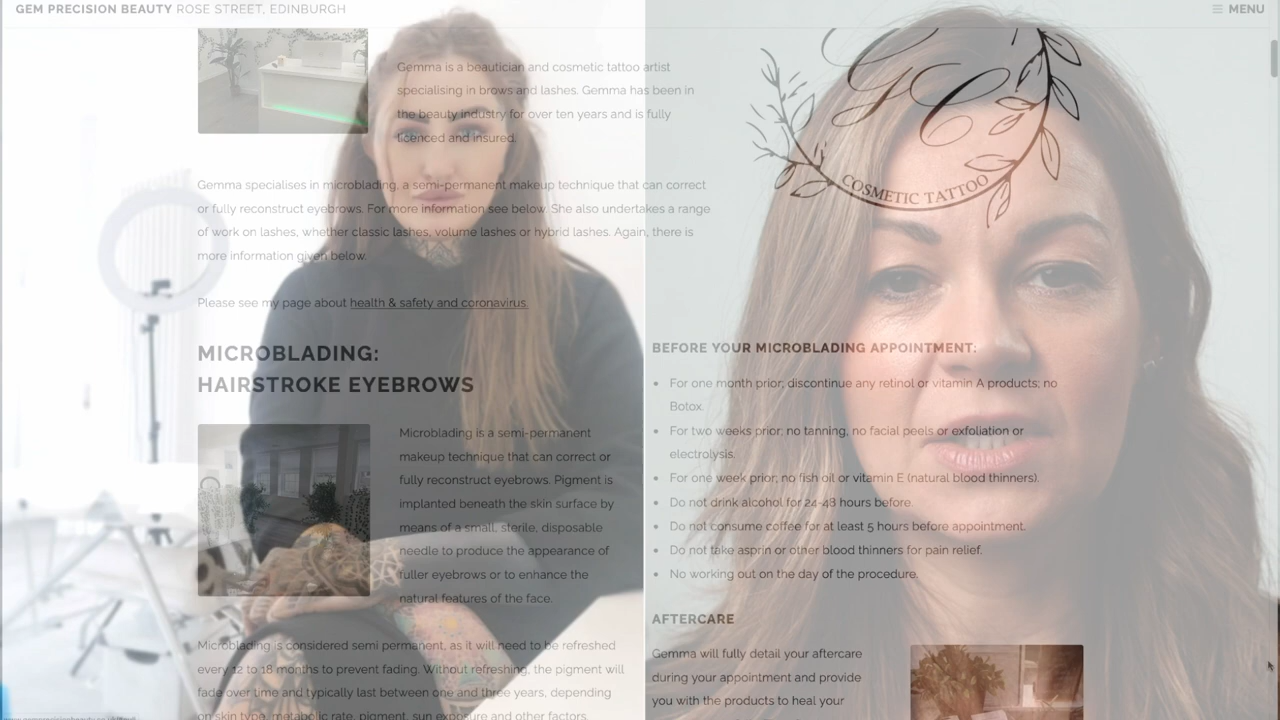 GEM PRECISION BEAUTY ROSE STREET, EDINBURGH
MENU
Gemma is a beautician and cosmetic tattoo artist
specialising in brows and lashes. Gemma has been in
the beauty industry for over ten years and is fully
licenced and insured.
Gemma specialises in microblading, a semi-permanent makeup technique that can correct
or fully reconstruct eyebrows. For more information see below. She also undertakes a range
of work on lashes, whether classic lashes, volume lashes or hybrid lashes. Again, there is
more information given below.
Please see my page about health & safety and coronavirus.
MICROBLADING:
HAIRSTROKE EYEBROWS
Microblading is a semi-permanent
makeup technique that can correct or
fully reconstruct eyebrows. Pigment is
implanted beneath the skin surface by
means of a small, sterile, disposable
needle to produce the appearance of
fuller eyebrows or to enhance the
natural features of the face.
Microblading is considered semi permanent, as it will need to be refreshed
every 12 to 18 months to prevent fading. Without refreshing, the pigment will
fade over time and typically last between one and three years, depending
on skin type, metabolic rate, pigment, sun exposure and other factors.
GC
COSMETIC TATTOO
BEFORE YOUR MICROBLADING APPOINTMENT:
• For one month prior; discontinue any retinol or vitamin A products; no
Botox.
• For two weeks prior; no tanning, no facial peels or exfoliation or
electrolysis.
• For one week prior; no fish oil or vitamin E (natural blood thinners).
• Do not drink alcohol for 24-48 hours before.
• Do not consume coffee for at least 5 hours before appointment.
• Do not take asprin or other blood thinners for pain relief.
• No working out on the day of the procedure.
AFTERCARE
Gemma will fully detail your aftercare
during your appointment and provide
you with the products to heal your